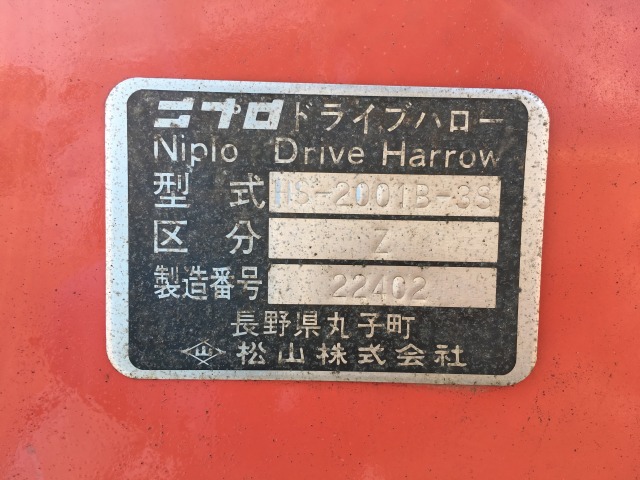 ニプロ ドライブハロー
Niplo Drive Harrow
型式 HS-2001B-3S
区分 Z
製造番号 22402
長野県丸子町
山 松山株式会社